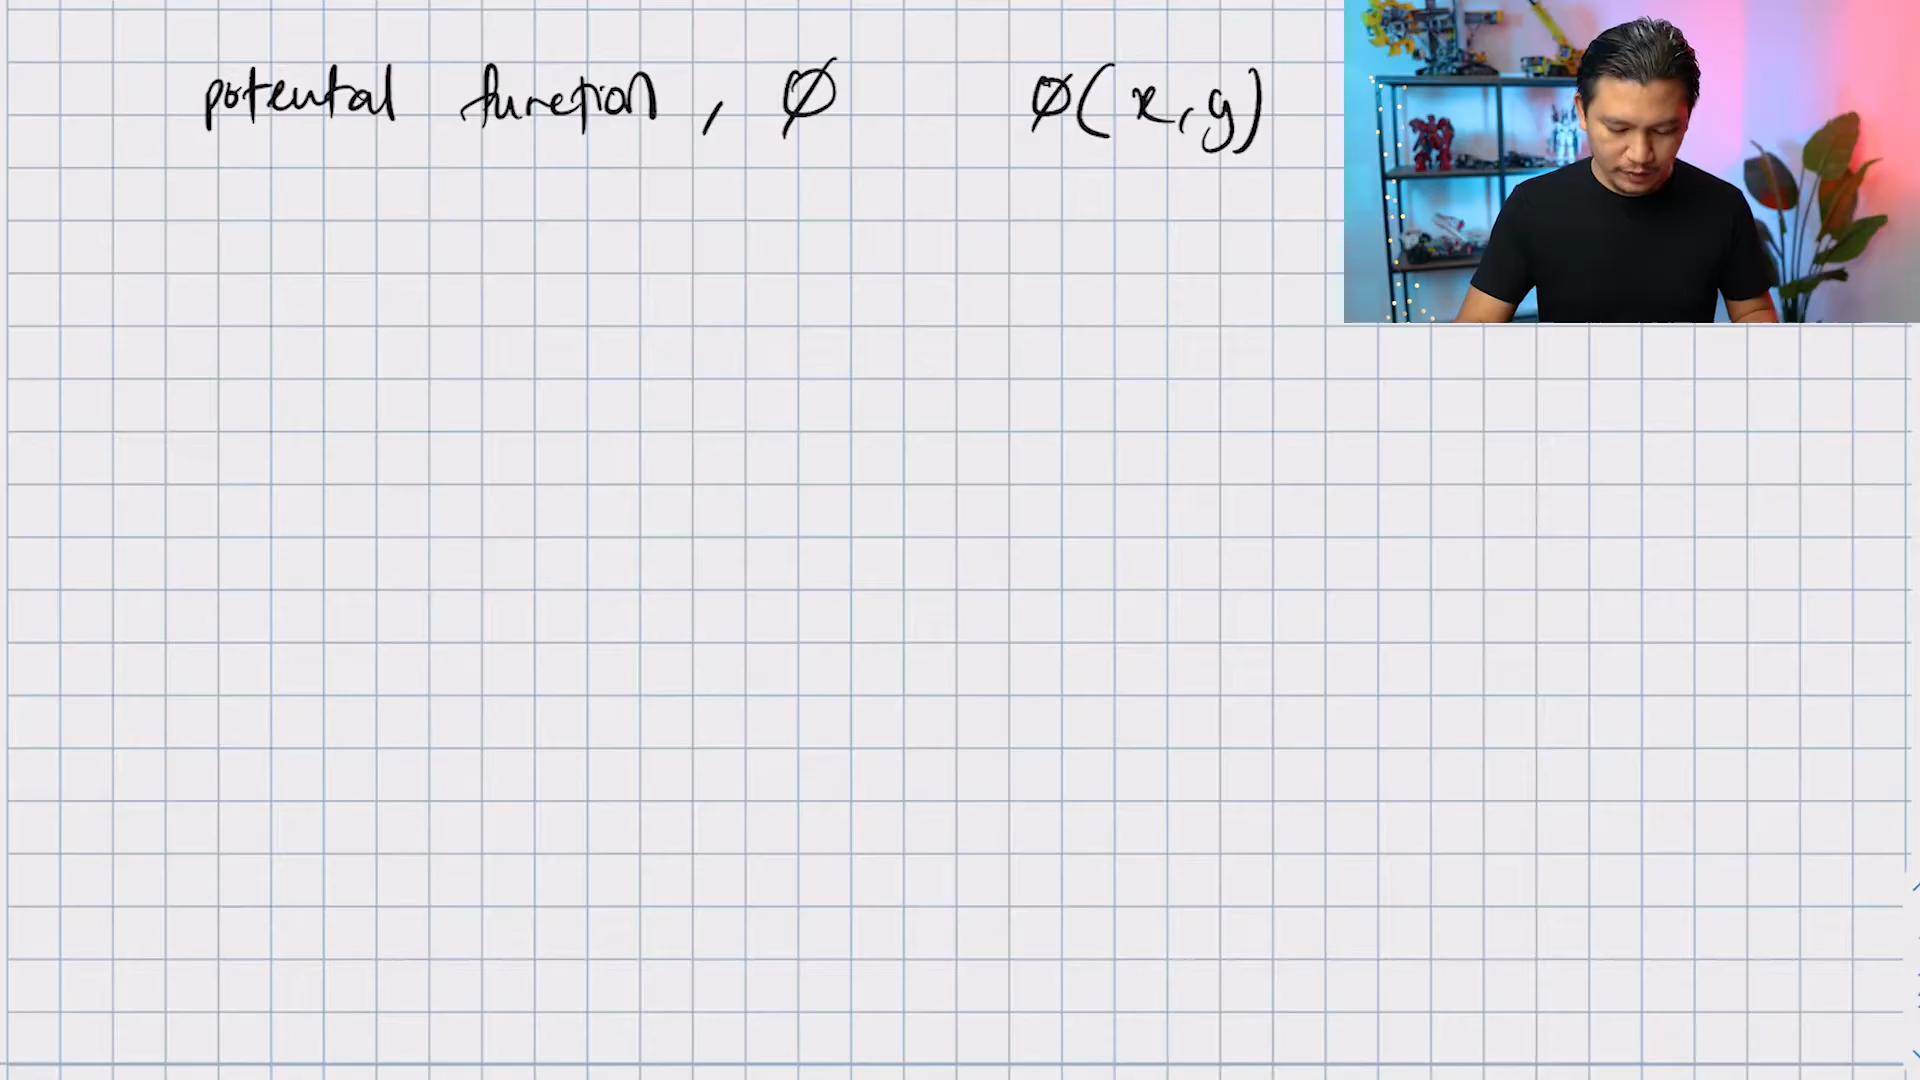 potential function, ∅ ∅(x,y)